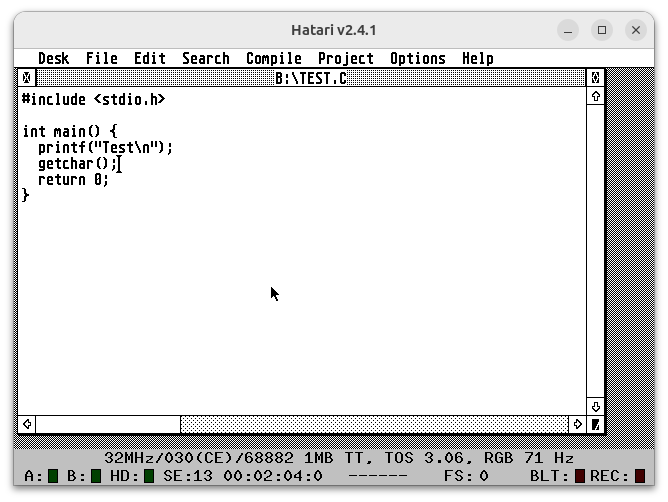 Hatari v2.4.1
Desk File Edit Search Compile Project Options Help
B:\TEST.C
#include <stdio.h>
int main() {
printf("Test\n");
getchar();
return 0;
}
32MHz/030(CE)/68882 1MB TT, TOS 3.06, RGB 71 Hz
A: B: HD: SE:13 00:02:04:0 ------ FS:0 BLT: REC: